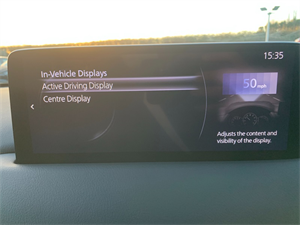 15:35
In-Vehicle Displays
Active Driving Display
Centre Display
50 mph
Adjusts the content and
visibility of the display.